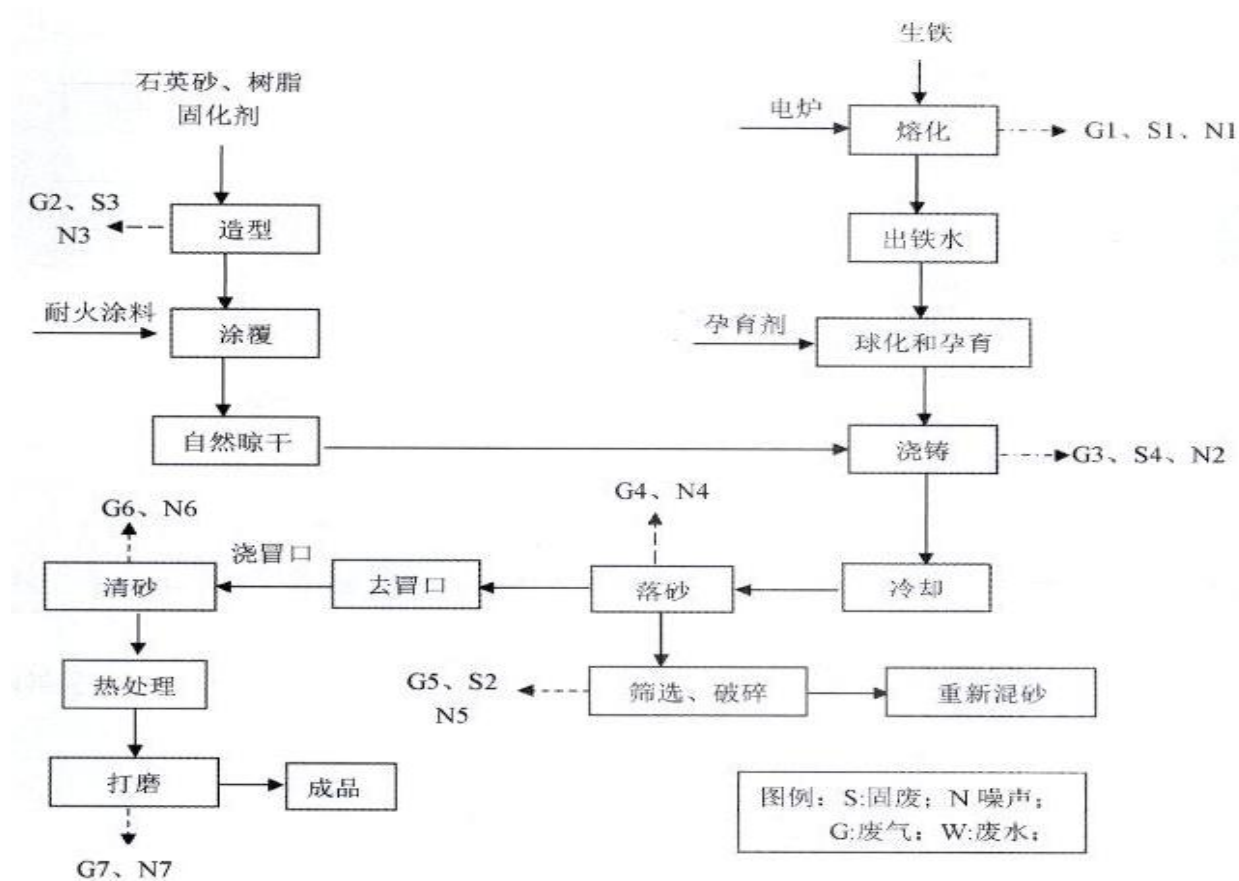 生铁
石英砂、树脂
固化剂
电炉
熔化
G1、S1、N1
G2、S3
N3
造型
出铁水
耐火涂料
涂覆
孕育剂
球化和孕育
自然晾干
浇铸
G3、S4、N2
G6、N6
G4、N4
浇冒口
清砂
去冒口
落砂
冷却
热处理
G5、S2
N5
筛选、破碎
重新混砂
打磨
成品
图例：S:固废；N 噪声；
G:废气；W:废水；
G7、N7